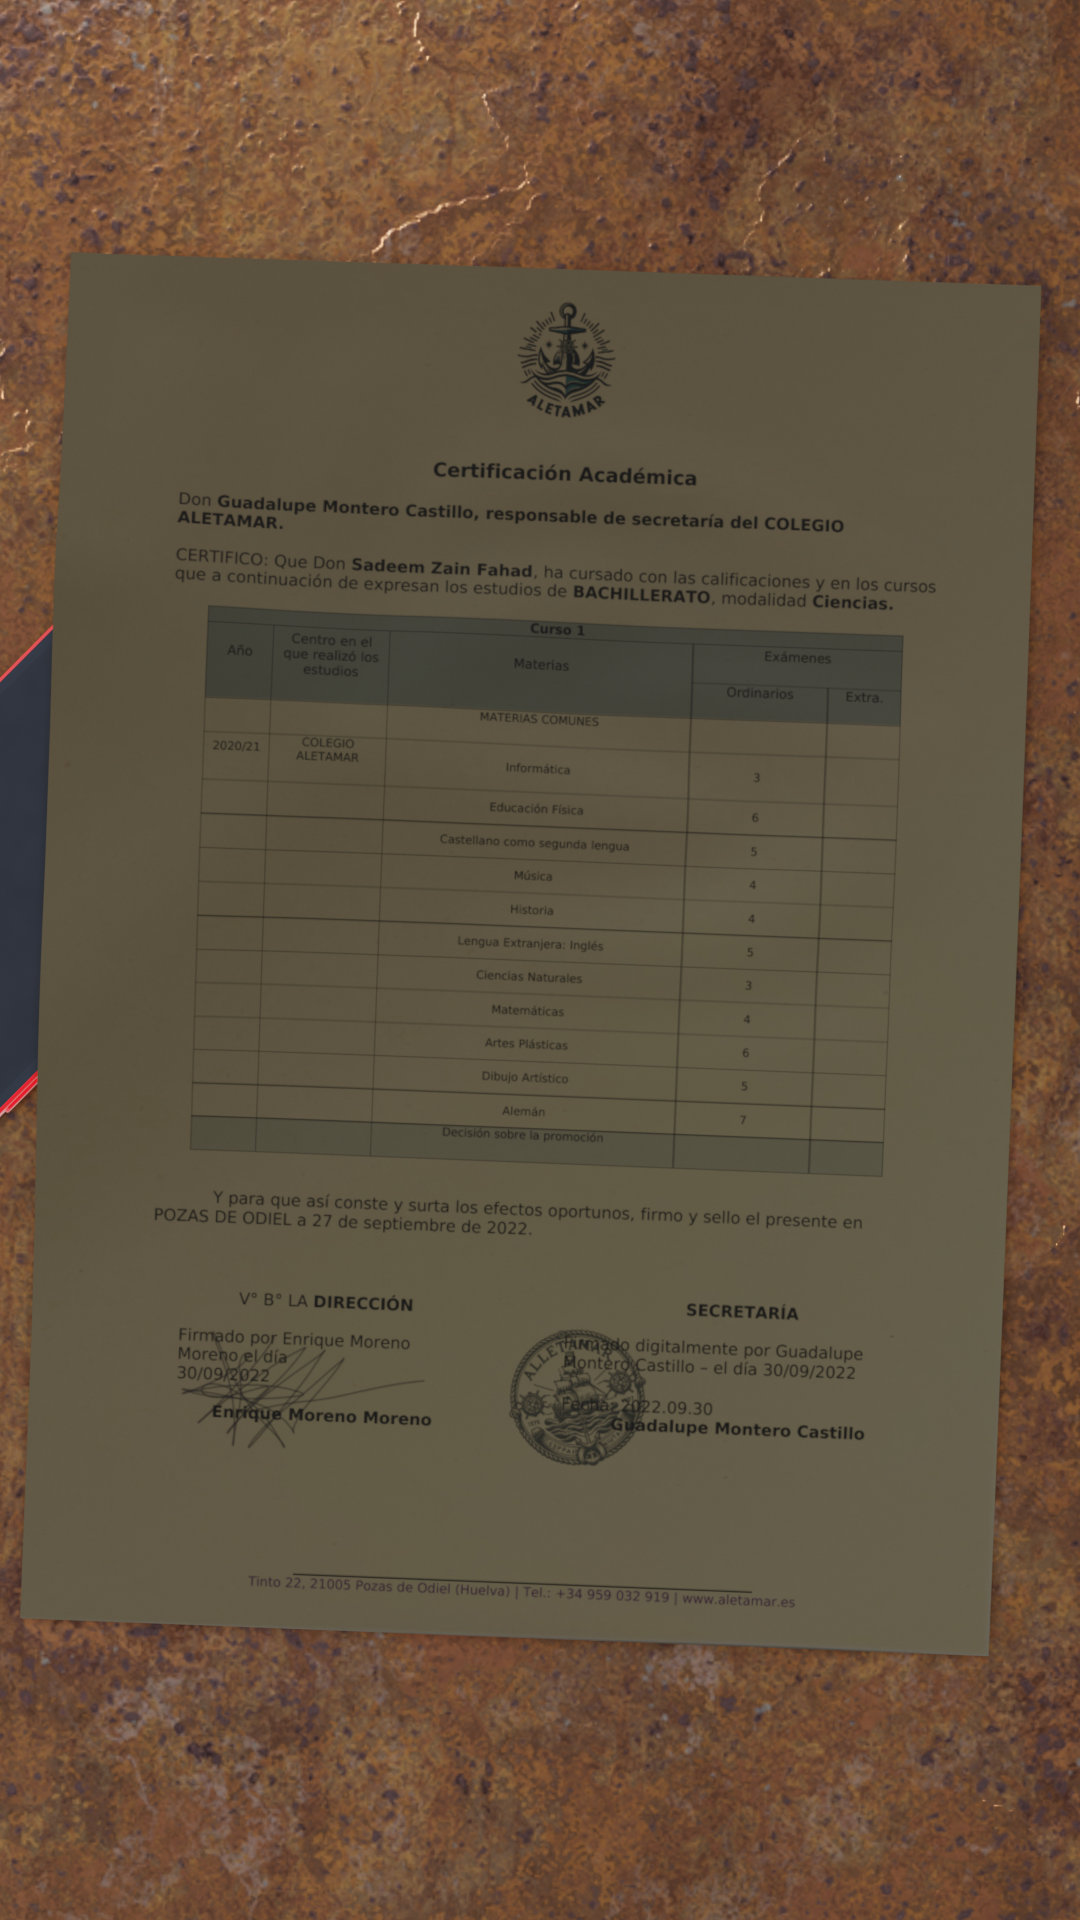 ALETAMAR
Certificación Académica
Don Guadalupe Montero Castillo, responsable de secretaría del COLEGIO
ALETAMAR.
CERTIFICO: Que Don Sadeem Zain Fahad, ha cursado con las calificaciones y en los cursos
que a continuación de expresan los estudios de BACHILLERATO, modalidad Ciencias.
Curso 1
Año
Centro en el
que realizó los
estudios
Materias
Exámenes
Ordinarios
Extra.
MATERIAS COMUNES
2020/21
COLEGIO
ALETAMAR
Informática 3
Educación Física 6
Castellano como segunda lengua 5
Música 4
Historia 4
Lengua Extranjera: Inglés 5
Ciencias Naturales 3
Matemáticas 4
Artes Plásticas 6
Dibujo Artístico 5
Alemán 7
Decisión sobre la promoción
Y para que así conste y surta los efectos oportunos, firmo y sello el presente en
POZAS DE ODIEL a 27 de septiembre de 2022.
V° B° LA DIRECCIÓN
Firmado por Enrique Moreno
Moreno el día
30/09/2022
Enrique Moreno Moreno
SECRETARÍA
Firmado digitalmente por Guadalupe
Montero Castillo – el día 30/09/2022
Fecha: 2022.09.30
Guadalupe Montero Castillo
ALLETAMAR
Tinto 22, 21005 Pozas de Odiel (Huelva) | Tel.: +34 959 032 919 | www.aletamar.es